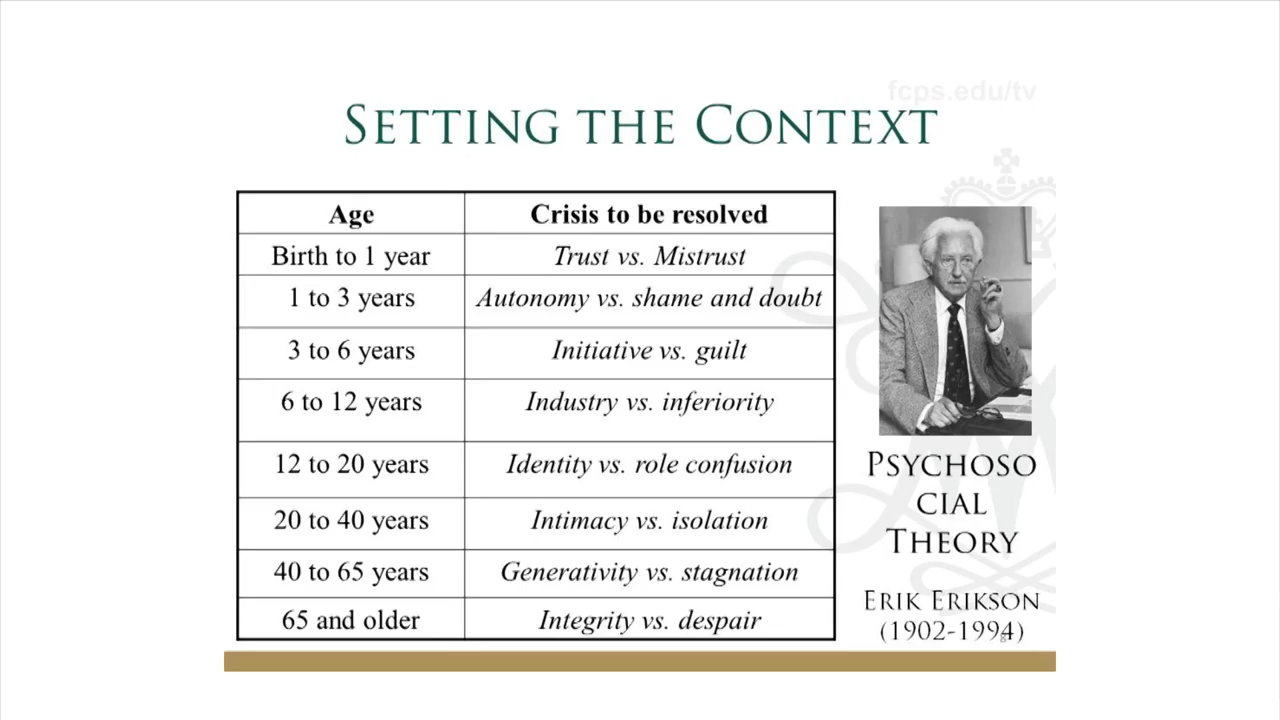 fcps.edu/tv
SETTING THE CONTEXT
Age Crisis to be resolved
Birth to 1 year Trust vs. Mistrust
1 to 3 years Autonomy vs. shame and doubt
3 to 6 years Initiative vs. guilt
6 to 12 years Industry vs. inferiority
12 to 20 years Identity vs. role confusion
20 to 40 years Intimacy vs. isolation
40 to 65 years Generativity vs. stagnation
65 and older Integrity vs. despair
PSYCHOSO
CIAL
THEORY
ERIK ERIKSON
(1902-1994)
8